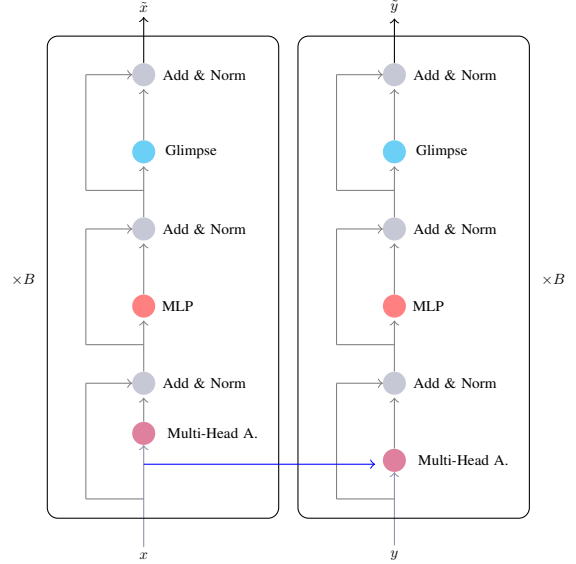 x̃
ỹ
Add & Norm
Add & Norm
Glimpse
Glimpse
Add & Norm
Add & Norm
×B
×B
MLP
MLP
Add & Norm
Add & Norm
Multi-Head A.
Multi-Head A.
x
y